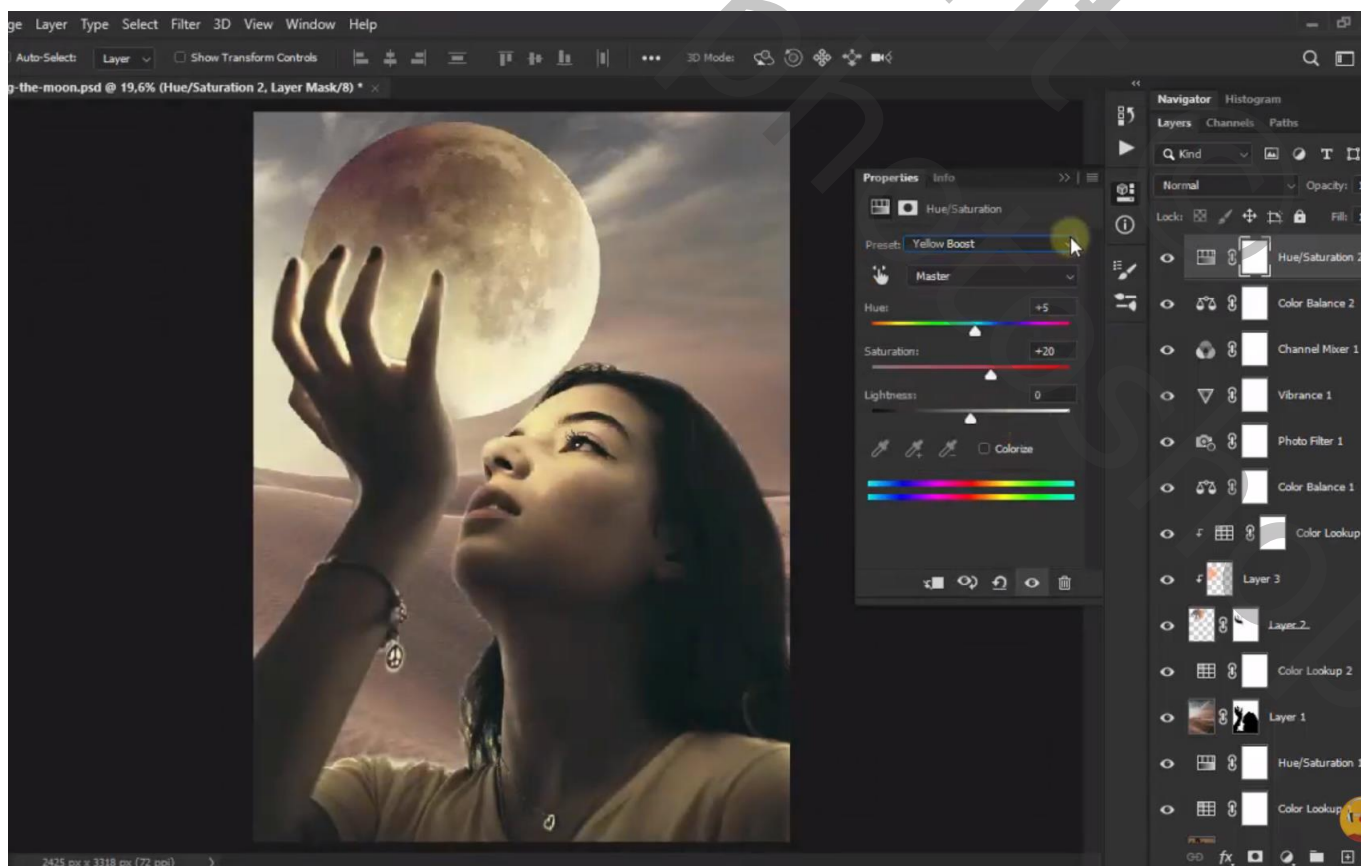 ge Layer Type Select Filter 3D View Window Help
Auto-Select: Layer Show Transform Controls 3D Mode:
g-the-moon.psd @ 19,6% (Hue/Saturation 2, Layer Mask/8) *
Navigator Histogram
Layers Channels Paths
Kind
Normal Opacity:
Lock: Fill:
Properties Info
Hue/Saturation
Preset: Yellow Boost
Master
Hue: +5
Saturation: +20
Lightness: 0
Colorize
Hue/Saturation 2
Color Balance 2
Channel Mixer 1
Vibrance 1
Photo Filter 1
Color Balance 1
Color Lookup
Layer 3
Layer 2
Color Lookup 2
Layer 1
Hue/Saturation 1
Color Lookup
fx
2425 px x 3318 px (72 ppi)